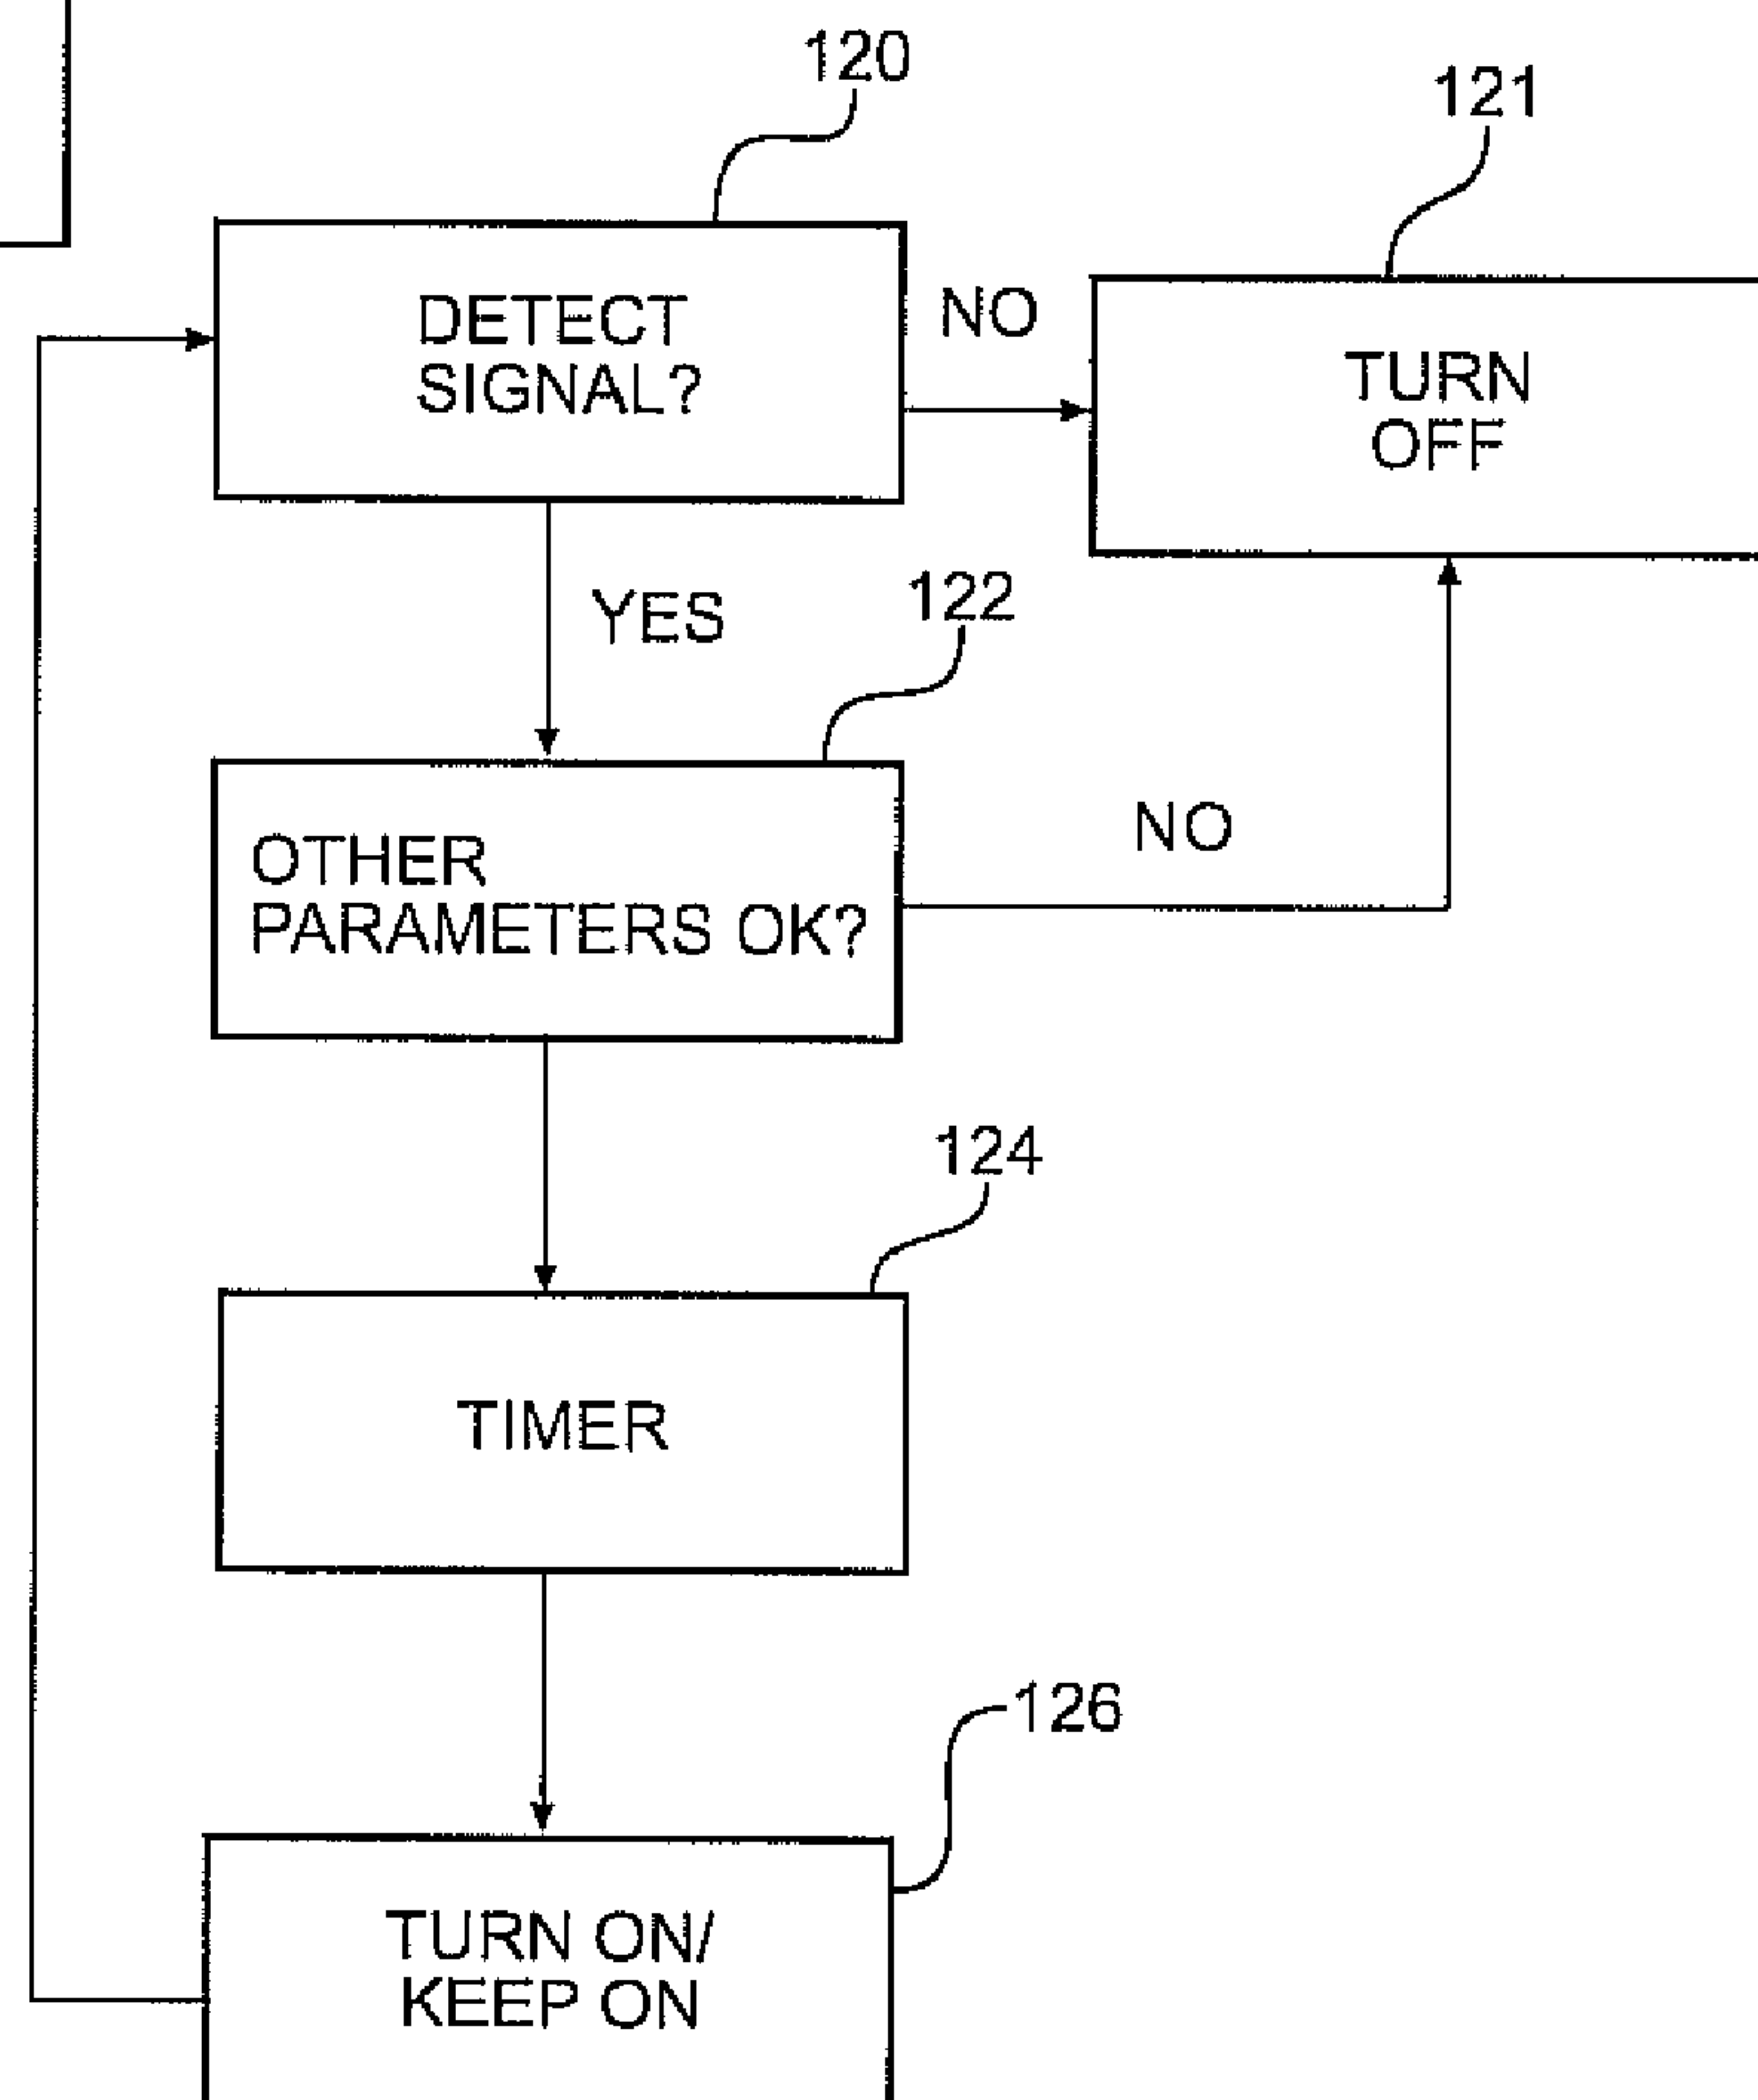 120
121
DETECT
SIGNAL?
NO
TURN
OFF
YES
122
OTHER
PARAMETERS OK?
NO
124
TIMER
126
TURN ON/
KEEP ON